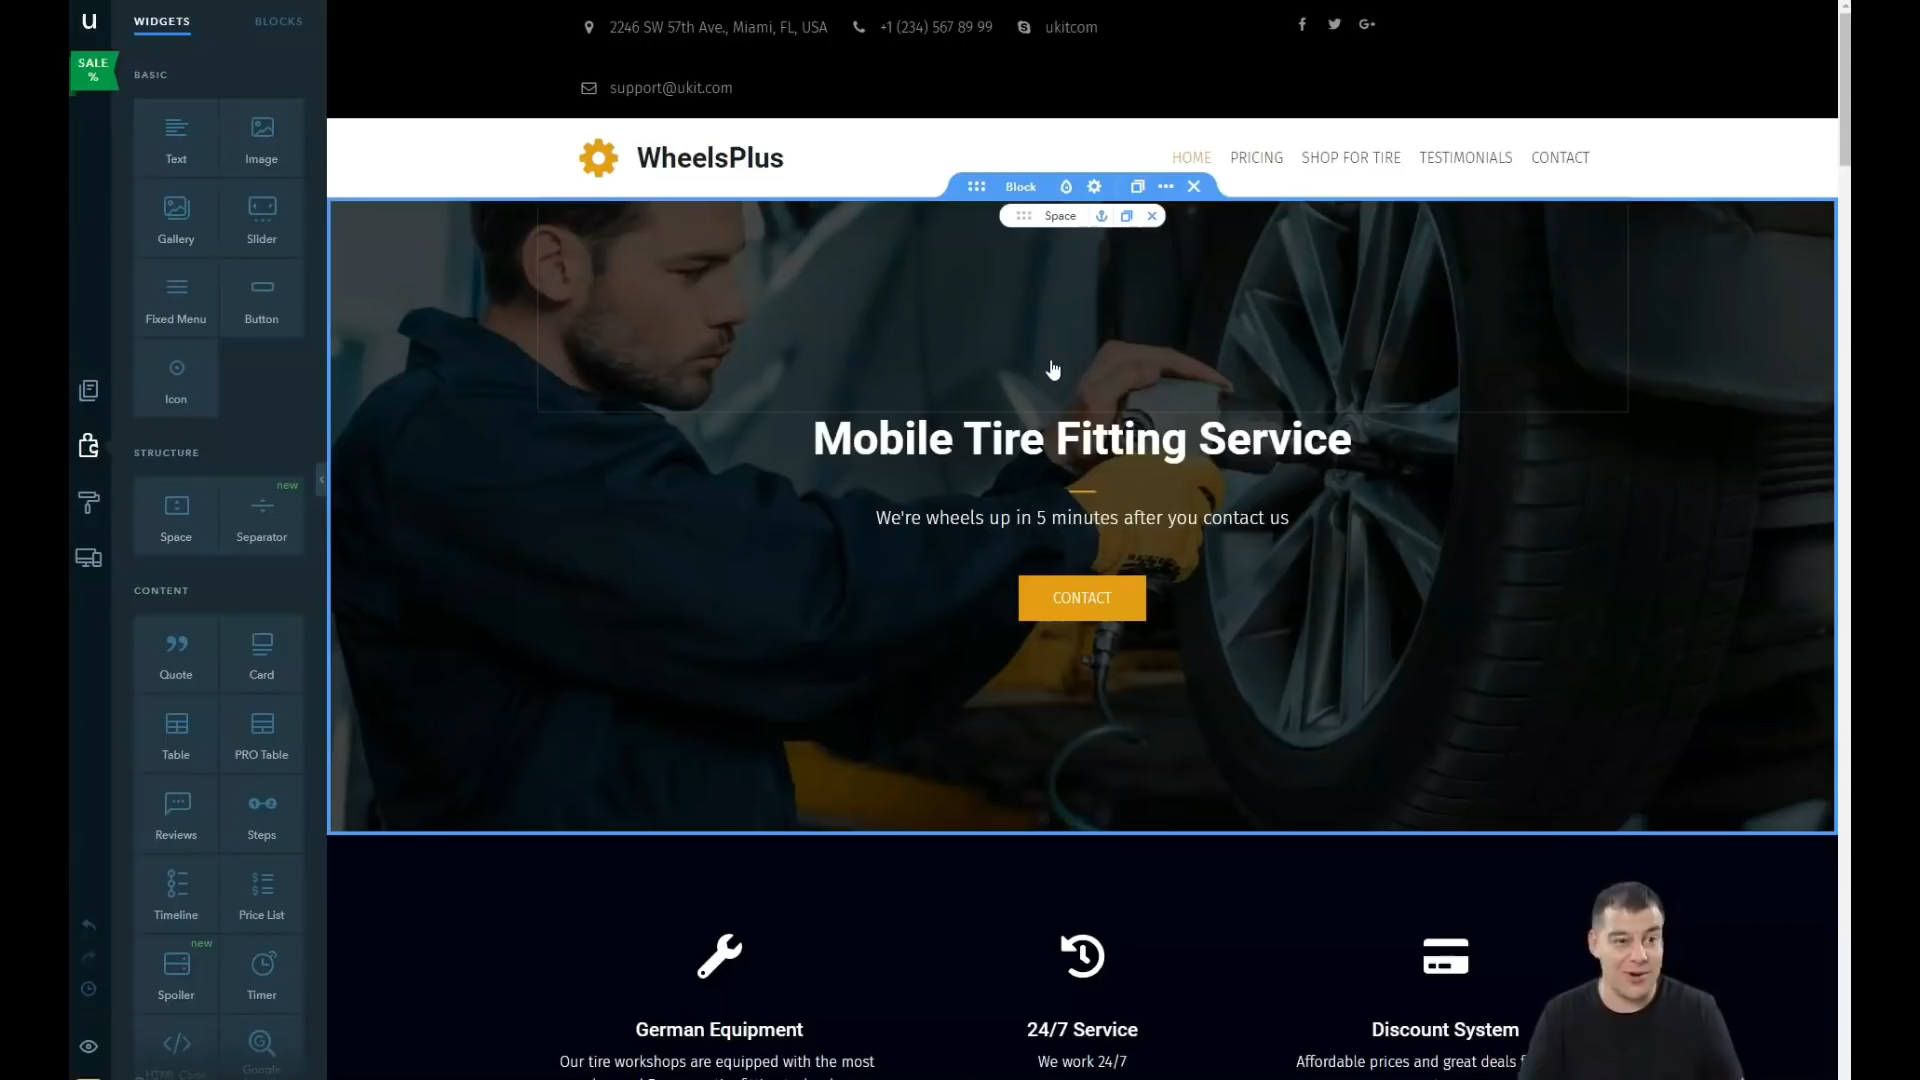 u
WIDGETS
BLOCKS
SALE
%
BASIC
Text
Image
Gallery
Slider
Fixed Menu
Button
Icon
STRUCTURE
new
Space
Separator
CONTENT
Quote
Card
Table
PRO Table
Reviews
Steps
Timeline
Price List
new
Spoiler
Timer
Google
2246 SW 57th Ave., Miami, FL, USA
+1 (234) 567 89 99
ukitcom
support@ukit.com
WheelsPlus
HOME
PRICING
SHOP FOR TIRE
TESTIMONIALS
CONTACT
Block
Space
Mobile Tire Fitting Service
We're wheels up in 5 minutes after you contact us
CONTACT
German Equipment
Our tire workshops are equipped with the most
24/7 Service
We work 24/7
Discount System
Affordable prices and great deals